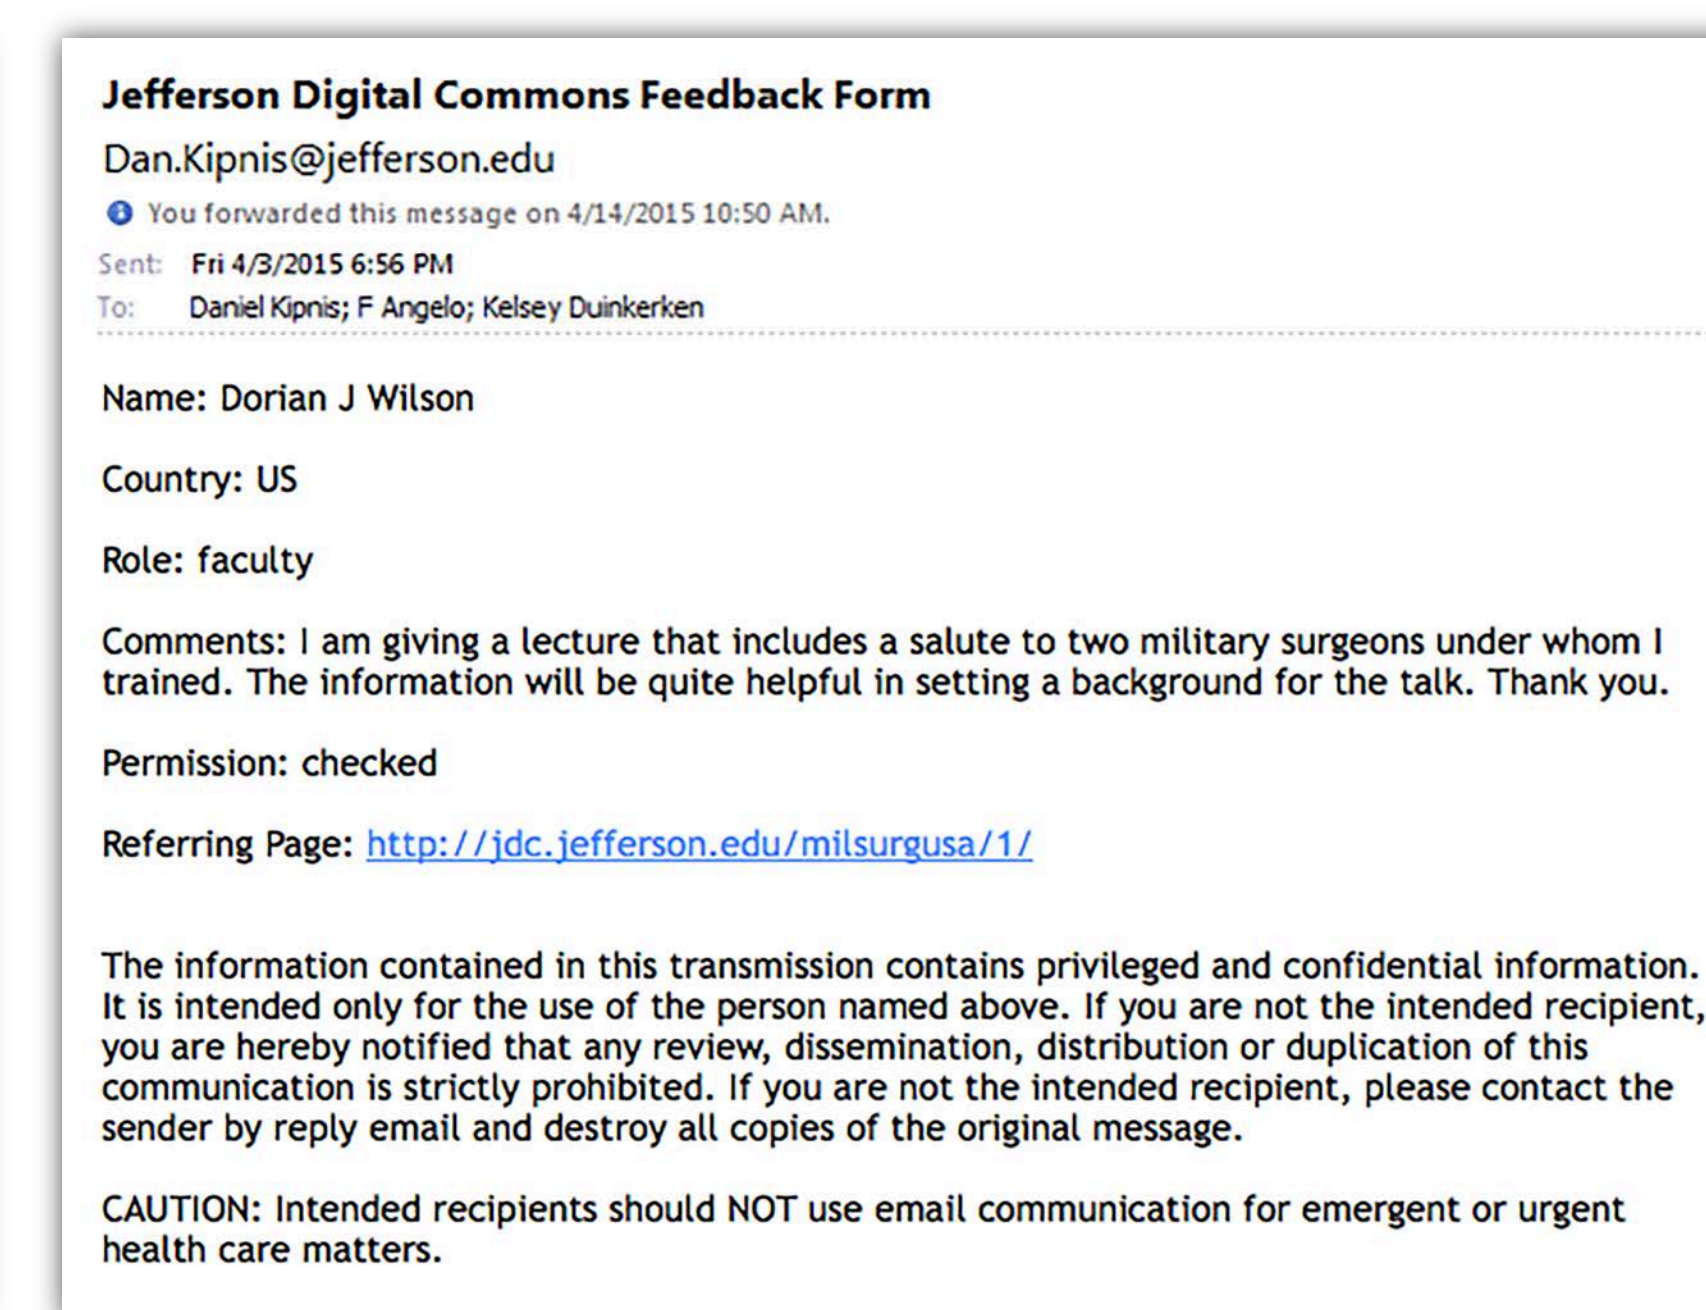 Jefferson Digital Commons Feedback Form
Dan.Kipnis@jefferson.edu
You forwarded this message on 4/14/2015 10:50 AM.
Sent: Fri 4/3/2015 6:56 PM
To: Daniel Kipnis; F Angelo; Kelsey Duinkerken
Name: Dorian J Wilson
Country: US
Role: faculty
Comments: I am giving a lecture that includes a salute to two military surgeons under whom I
trained. The information will be quite helpful in setting a background for the talk. Thank you.
Permission: checked
Referring Page: http://jdc.jefferson.edu/milsurgusa/1/
The information contained in this transmission contains privileged and confidential information.
It is intended only for the use of the person named above. If you are not the intended recipient,
you are hereby notified that any review, dissemination, distribution or duplication of this
communication is strictly prohibited. If you are not the intended recipient, please contact the
sender by reply email and destroy all copies of the original message.
CAUTION: Intended recipients should NOT use email communication for emergent or urgent
health care matters.